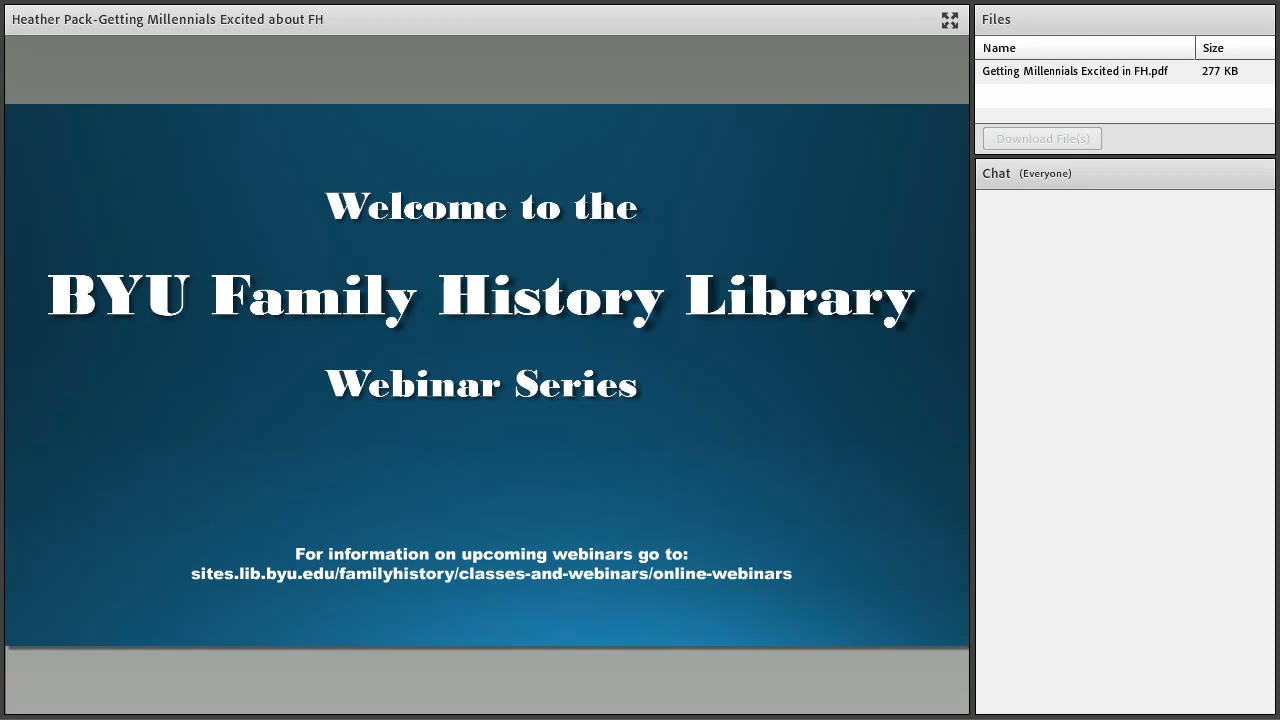 Heather Pack-Getting Millennials Excited about FH
Welcome to the
BYU Family History Library
Webinar Series
For information on upcoming webinars go to:
sites.lib.byu.edu/familyhistory/classes-and-webinars/online-webinars
Files
Name Size
Getting Millennials Excited in FH.pdf 277 KB
Download File(s)
Chat (Everyone)